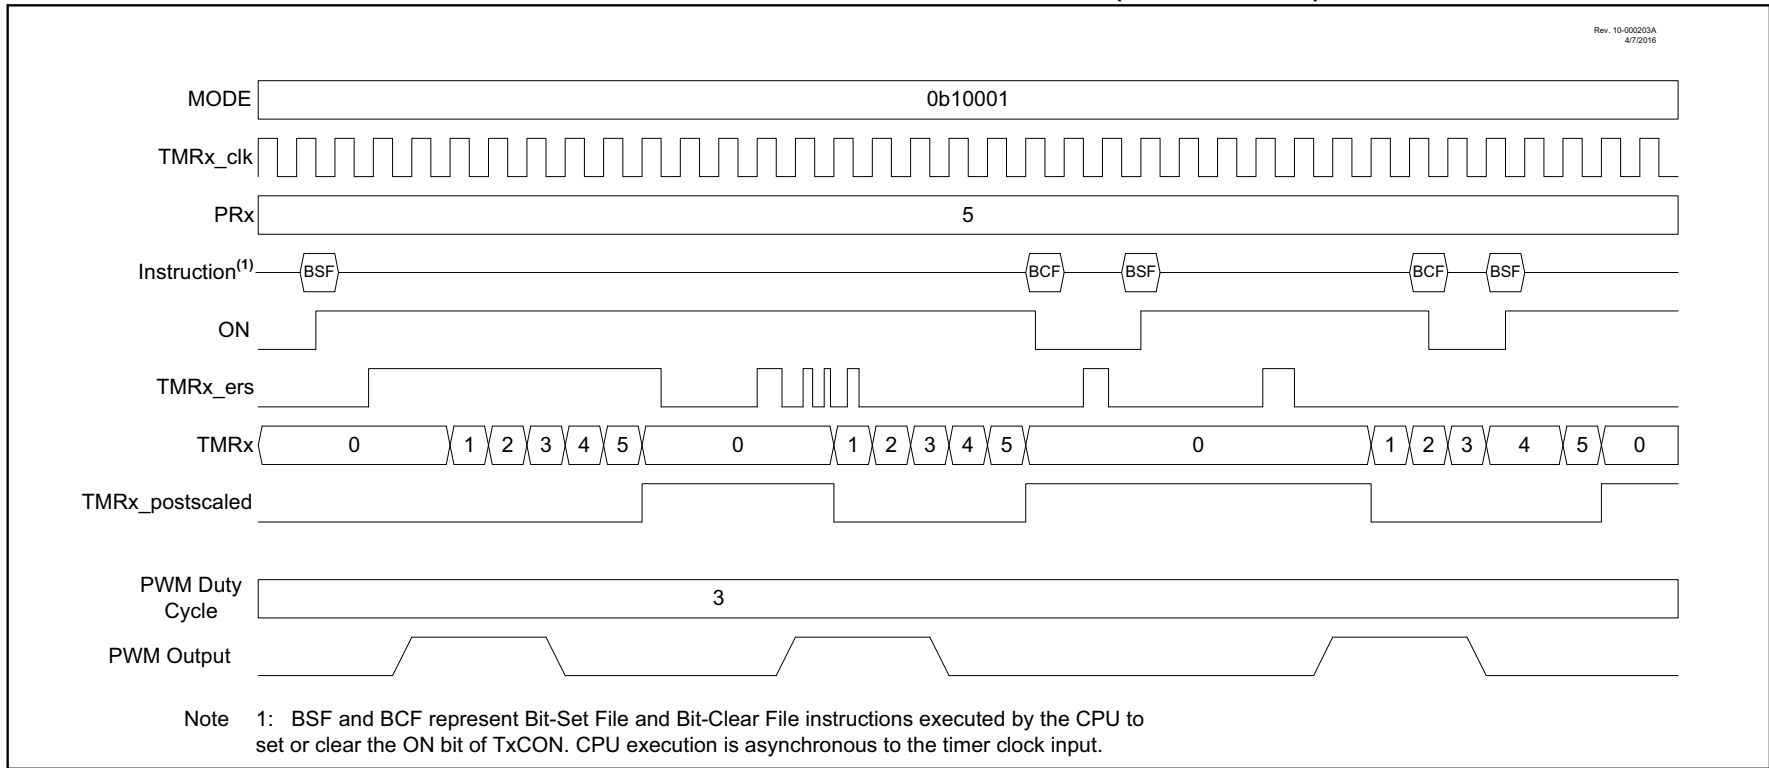 Rev. 10-000203A
4/7/2016
MODE 0b10001
TMRx_clk
PRx 5
Instruction(1) BSF BCF BSF BCF BSF
ON
TMRx_ers
TMRx 0 1 2 3 4 5 0 1 2 3 4 5 0 1 2 3 4 5 0
TMRx_postscaled
PWM Duty
Cycle 3
PWM Output
Note 1: BSF and BCF represent Bit-Set File and Bit-Clear File instructions executed by the CPU to
set or clear the ON bit of TxCON. CPU execution is asynchronous to the timer clock input.